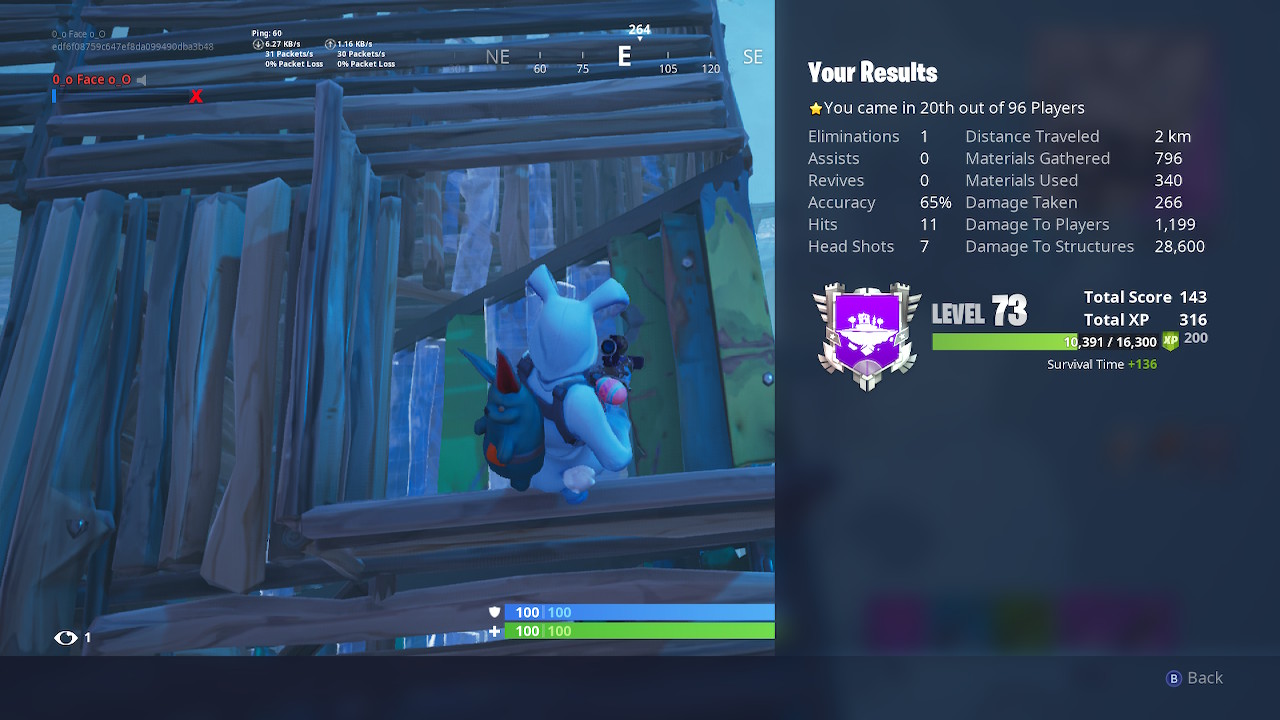 0_o Face o_O
edf6f08759c647ef8da099490dba3b48
0_o Face o_O
X
Ping: 60
6.27 KB/s 1.16 KB/s
31 Packets/s 30 Packets/s
0% Packet Loss 0% Packet Loss
264
NE 60 75 E 105 120 SE
100 | 100
100 | 100
1
Your Results
You came in 20th out of 96 Players
Eliminations 1 Distance Traveled 2 km
Assists 0 Materials Gathered 796
Revives 0 Materials Used 340
Accuracy 65% Damage Taken 266
Hits 11 Damage To Players 1,199
Head Shots 7 Damage To Structures 28,600
LEVEL 73
Total Score 143
Total XP 316
10,391 / 16,300 XP 200
Survival Time +136
B Back